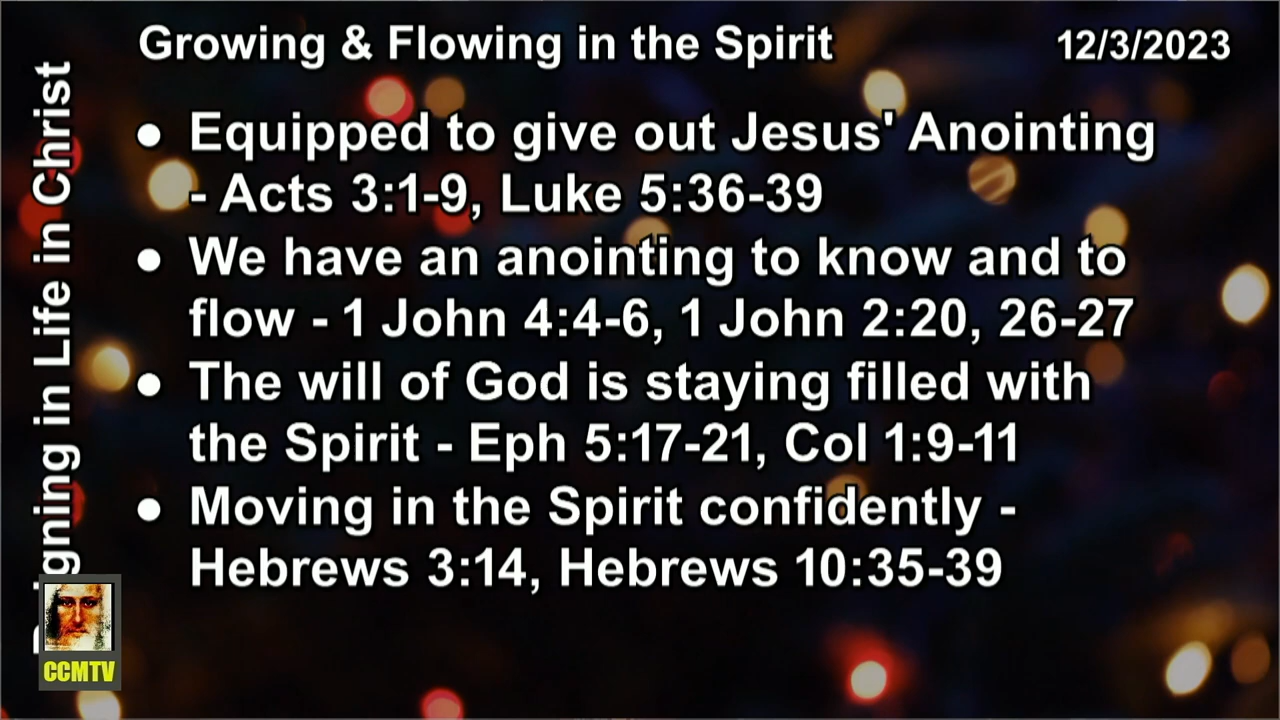 Growing & Flowing in the Spirit
12/3/2023
● Equipped to give out Jesus' Anointing
- Acts 3:1-9, Luke 5:36-39
● We have an anointing to know and to
flow - 1 John 4:4-6, 1 John 2:20, 26-27
● The will of God is staying filled with
the Spirit - Eph 5:17-21, Col 1:9-11
● Moving in the Spirit confidently -
Hebrews 3:14, Hebrews 10:35-39
in Life in Christ
CCMTV